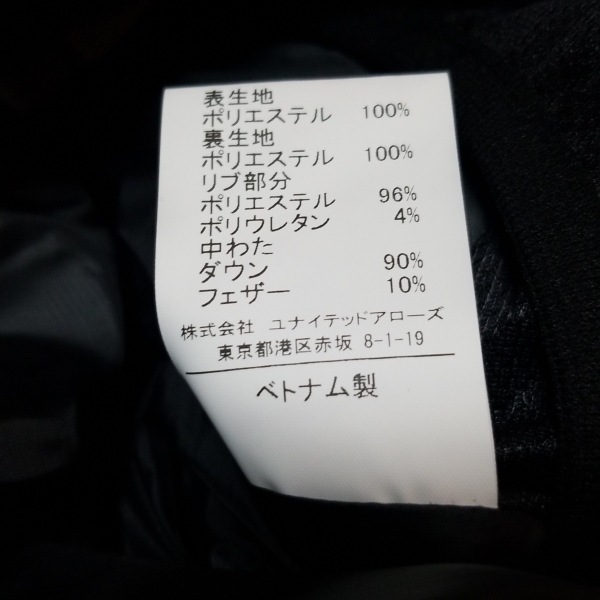 表生地
ポリエステル 100%
裏生地
ポリエステル 100%
リブ部分
ポリエステル 96%
ポリウレタン 4%
中わた
ダウン 90%
フェザー 10%
株式会社 ユナイテッドアローズ
東京都港区赤坂 8-1-19
ベトナム製